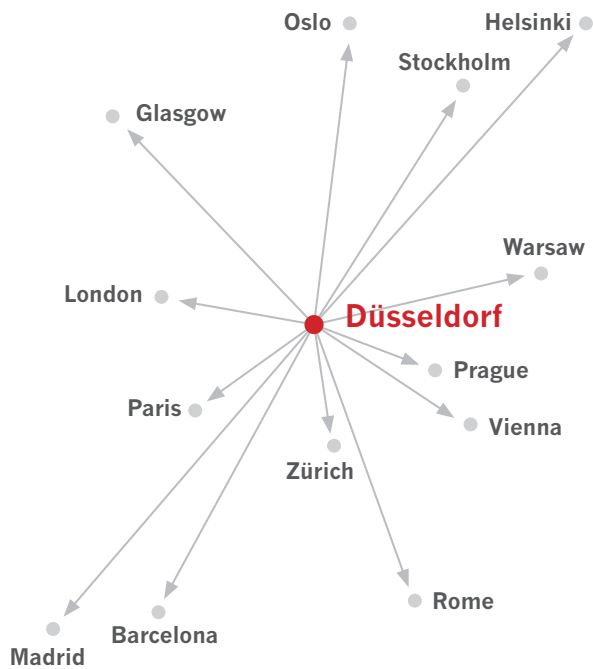 Oslo
Helsinki
Stockholm
Glasgow
Warsaw
London
Düsseldorf
Prague
Paris
Vienna
Zürich
Rome
Barcelona
Madrid